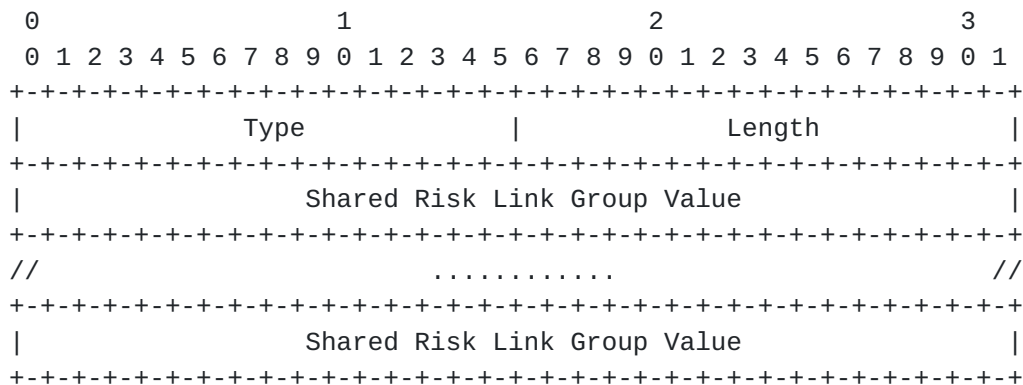 0                   1                   2                   3
 0 1 2 3 4 5 6 7 8 9 0 1 2 3 4 5 6 7 8 9 0 1 2 3 4 5 6 7 8 9 0 1
+-+-+-+-+-+-+-+-+-+-+-+-+-+-+-+-+-+-+-+-+-+-+-+-+-+-+-+-+-+-+-+-+
|              Type             |             Length            |
+-+-+-+-+-+-+-+-+-+-+-+-+-+-+-+-+-+-+-+-+-+-+-+-+-+-+-+-+-+-+-+-+
|                  Shared Risk Link Group Value                 |
+-+-+-+-+-+-+-+-+-+-+-+-+-+-+-+-+-+-+-+-+-+-+-+-+-+-+-+-+-+-+-+-+
//                         ............                        //
+-+-+-+-+-+-+-+-+-+-+-+-+-+-+-+-+-+-+-+-+-+-+-+-+-+-+-+-+-+-+-+-+
|                  Shared Risk Link Group Value                 |
+-+-+-+-+-+-+-+-+-+-+-+-+-+-+-+-+-+-+-+-+-+-+-+-+-+-+-+-+-+-+-+-+